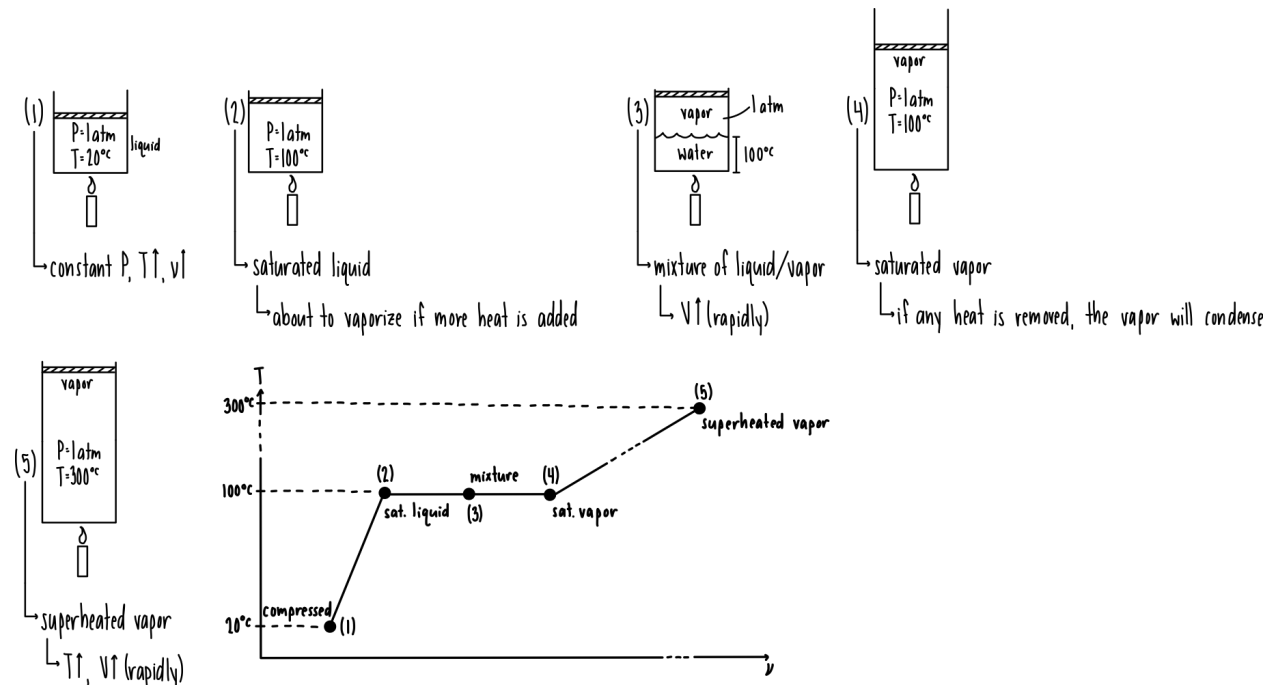 (1)
P=1atm
T=20°C
liquid
constant P, T↑, v↑
(2)
P=1atm
T=100°C
saturated liquid
about to vaporize if more heat is added
(3)
vapor
1atm
water
100°C
mixture of liquid/vapor
V↑ (rapidly)
(4)
vapor
P=1atm
T=100°C
saturated vapor
if any heat is removed, the vapor will condense
(5)
vapor
P=1atm
T=300°C
superheated vapor
T↑, V↑ (rapidly)
T
300°C
(5)
superheated vapor
100°C
(2)
mixture
(4)
sat. liquid
(3)
sat. vapor
20°C
compressed
(1)
ν